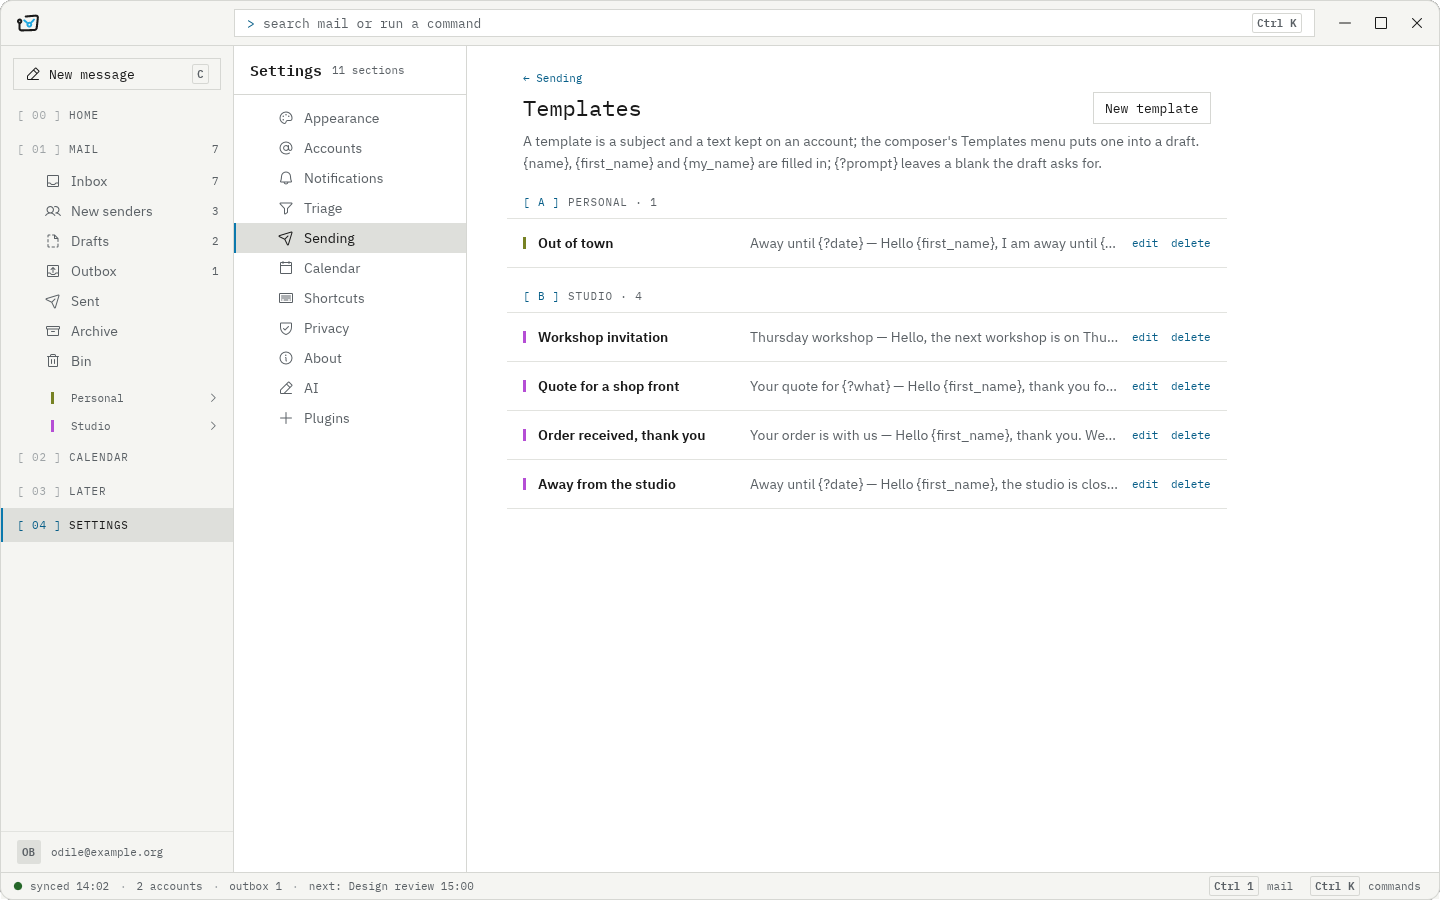 > search mail or run a command Ctrl K
New message C
[ 00 ] HOME
[ 01 ] MAIL 7
Inbox 7
New senders 3
Drafts 2
Outbox 1
Sent
Archive
Bin
Personal
Studio
[ 02 ] CALENDAR
[ 03 ] LATER
[ 04 ] SETTINGS
OB odile@example.org
Settings 11 sections
Appearance
Accounts
Notifications
Triage
Sending
Calendar
Shortcuts
Privacy
About
AI
Plugins
← Sending
Templates
New template
A template is a subject and a text kept on an account; the composer's Templates menu puts one into a draft.
{name}, {first_name} and {my_name} are filled in; {?prompt} leaves a blank the draft asks for.
[ A ] PERSONAL · 1
Out of town Away until {?date} — Hello {first_name}, I am away until {… edit delete
[ B ] STUDIO · 4
Workshop invitation Thursday workshop — Hello, the next workshop is on Thu… edit delete
Quote for a shop front Your quote for {?what} — Hello {first_name}, thank you fo… edit delete
Order received, thank you Your order is with us — Hello {first_name}, thank you. We… edit delete
Away from the studio Away until {?date} — Hello {first_name}, the studio is clos… edit delete
synced 14:02 · 2 accounts · outbox 1 · next: Design review 15:00 Ctrl 1 mail Ctrl K commands